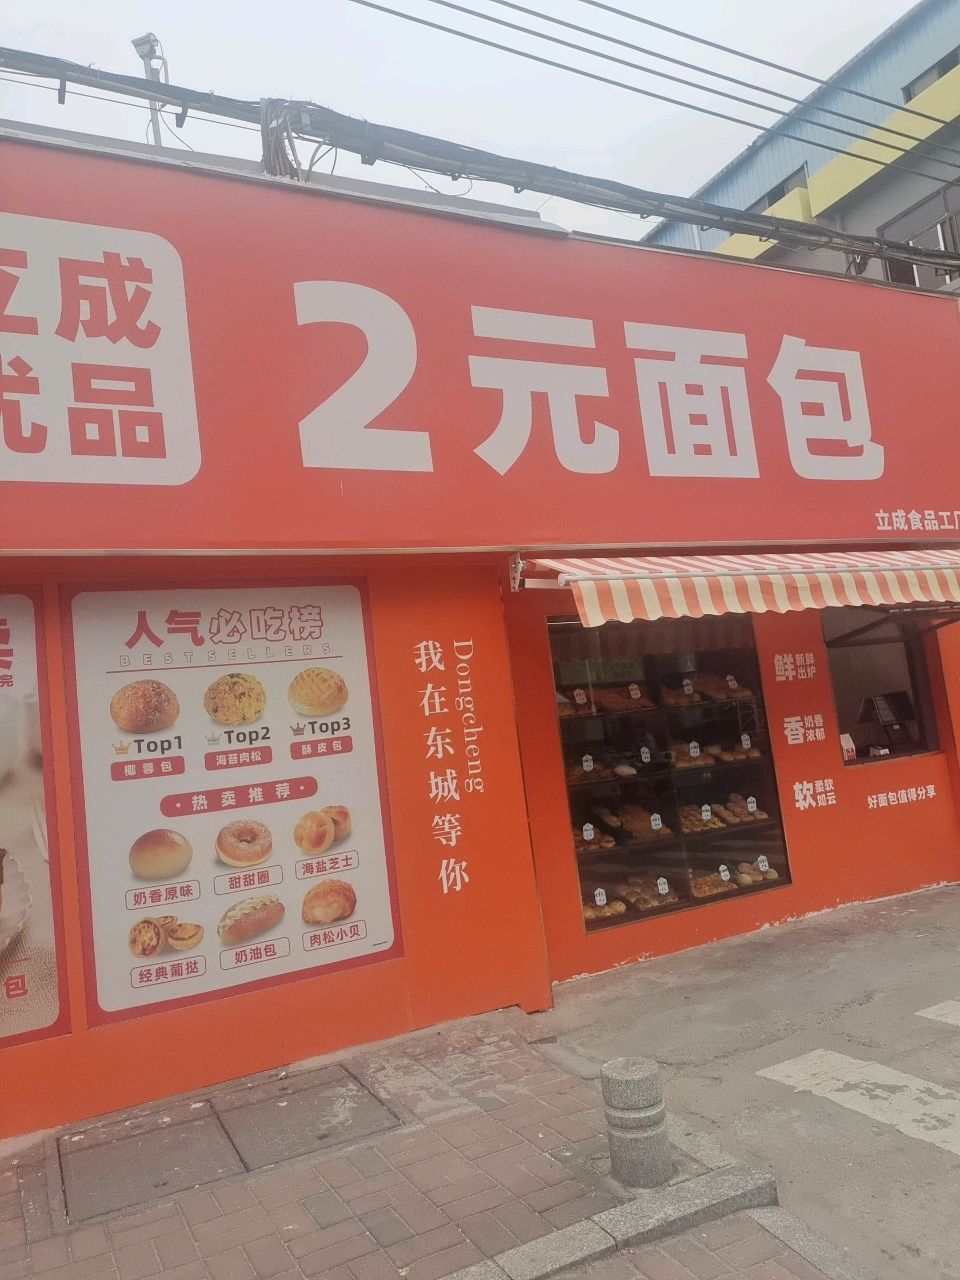 立成
优品
2元面包
立成食品工厂
人气必吃榜
BESTSELLERS
Top1
Top2
Top3
椰蓉包
海苔肉松
酥皮包
·热卖推荐·
奶香原味
甜甜圈
海盐芝士
经典葡挞
奶油包
肉松小贝
我在东城等你
Dongcheng
鲜 新鲜出炉
香 奶香浓郁
软 柔软如云
好面包值得分享
包